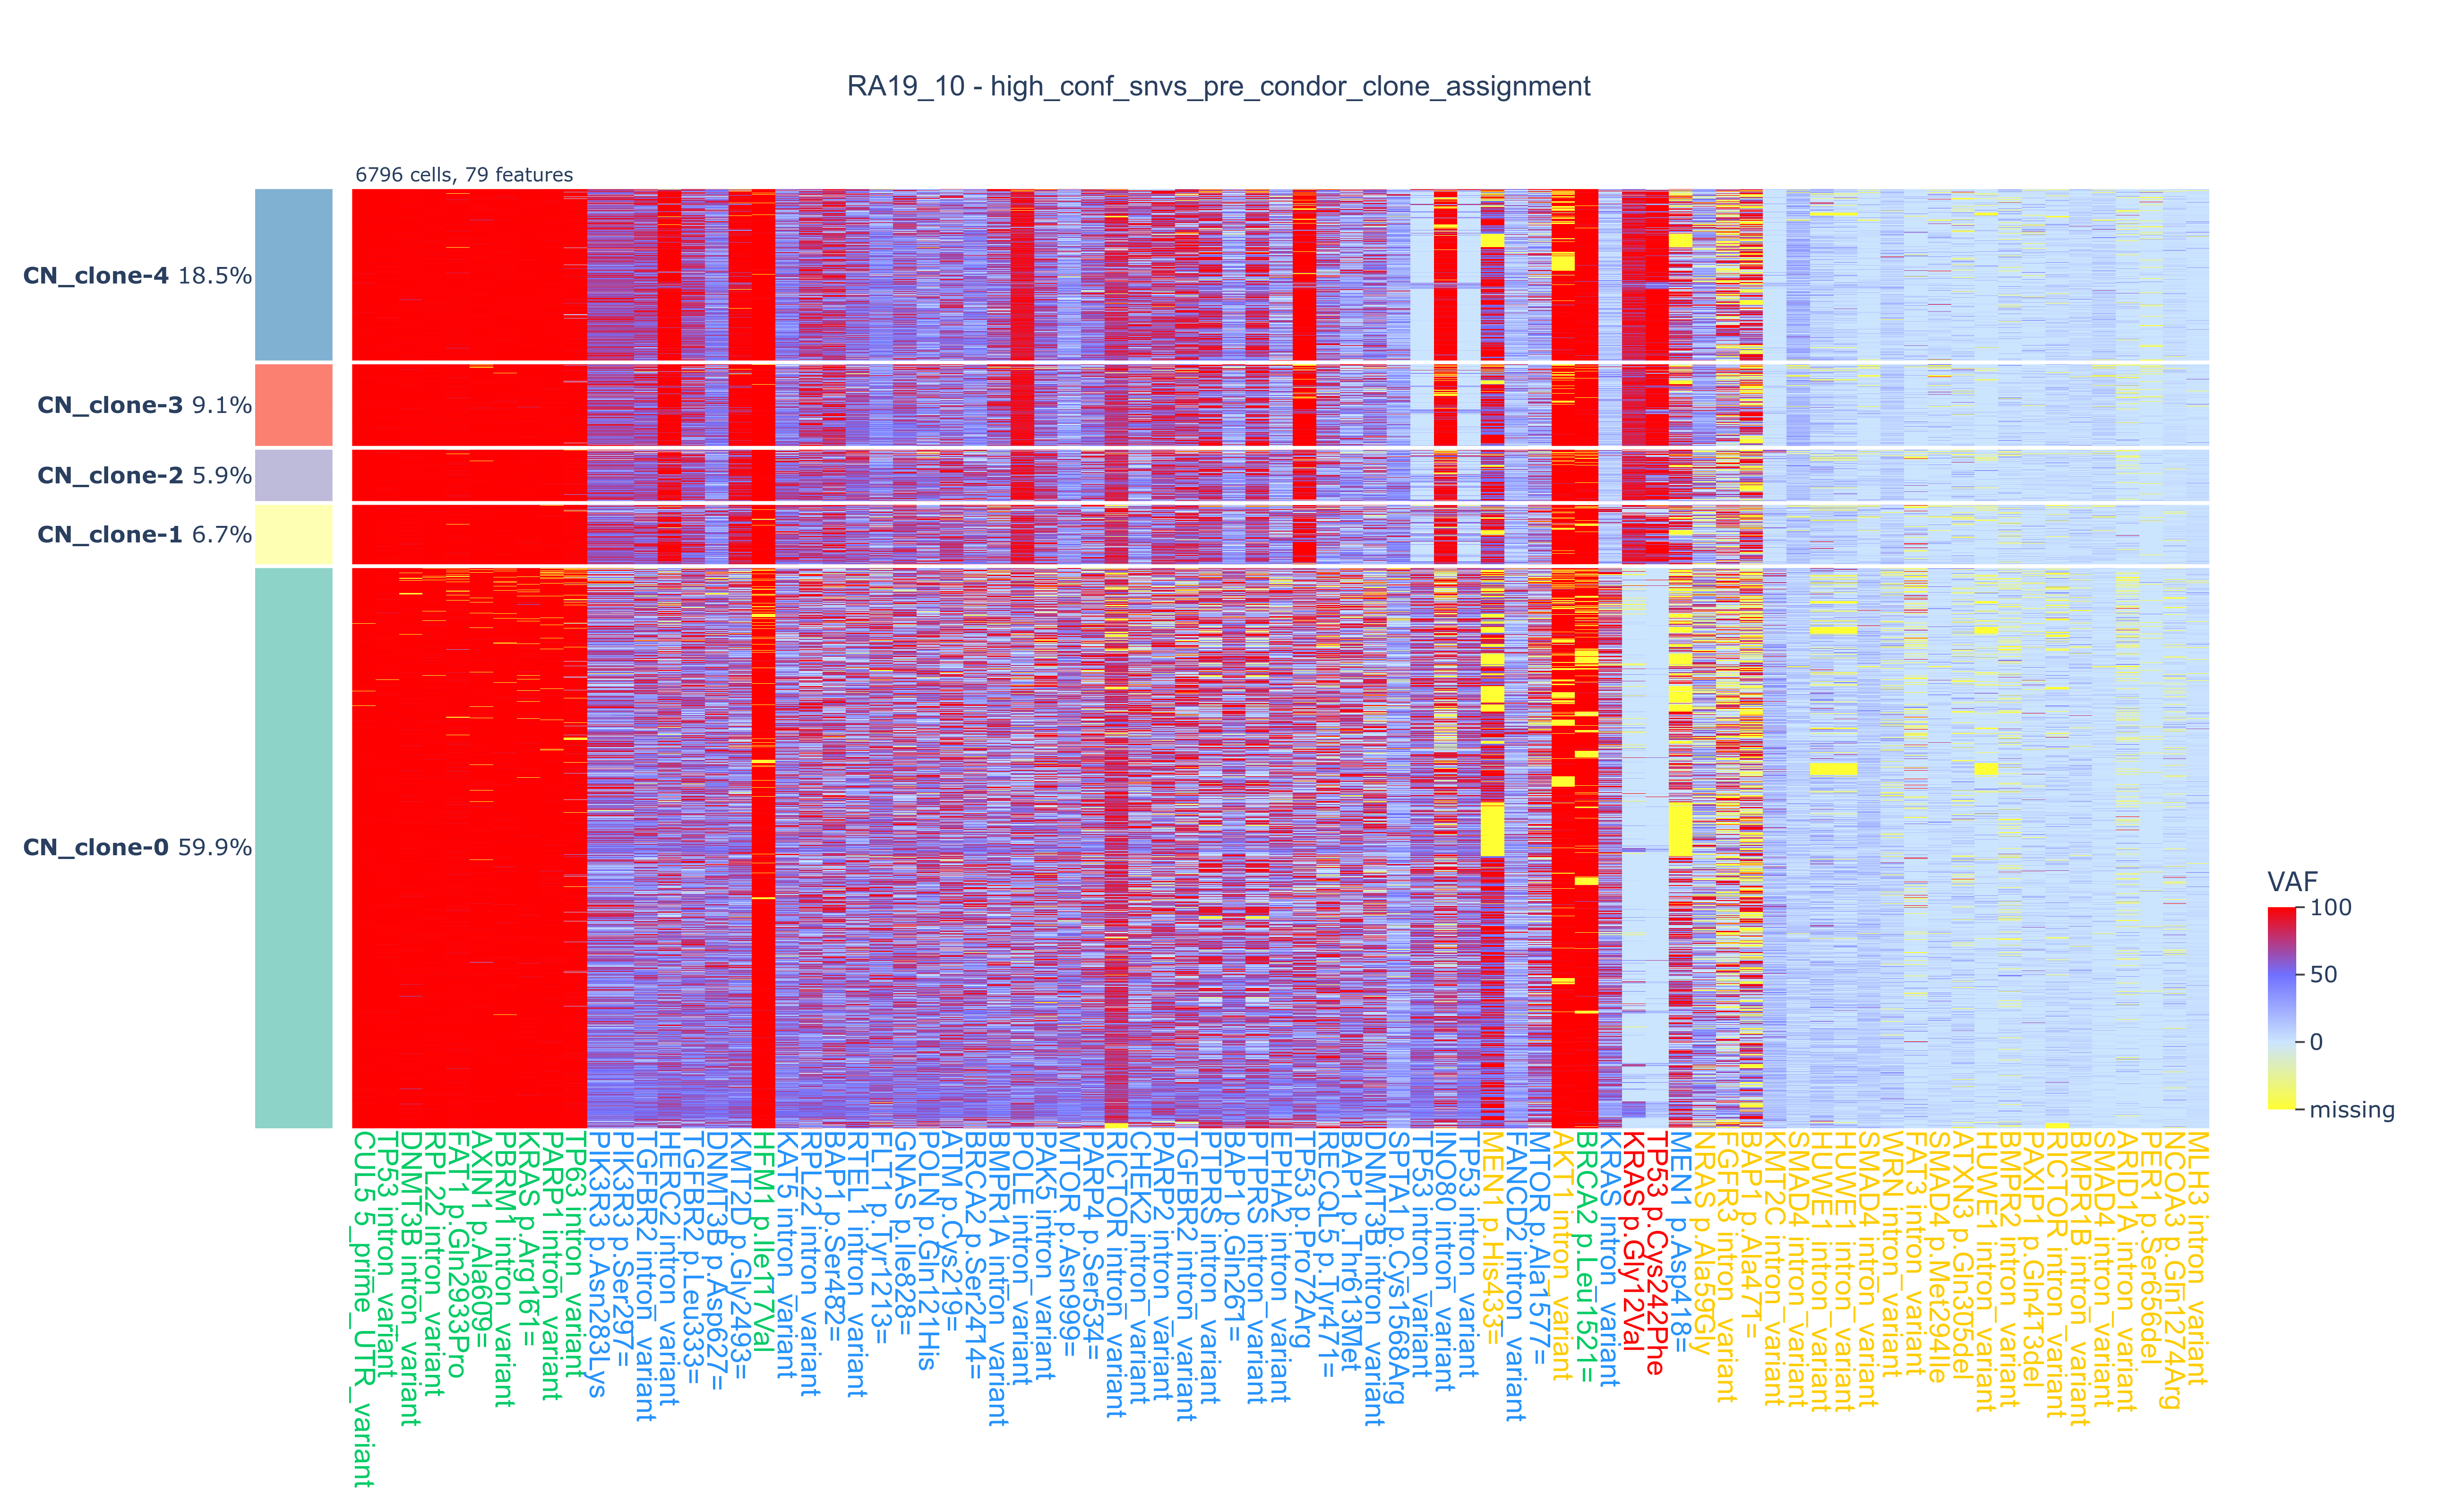 RA19_10 - high_conf_snvs_pre_condor_clone_assignment
6796 cells, 79 features
CN_clone-4 18.5%
CN_clone-3 9.1%
CN_clone-2 5.9%
CN_clone-1 6.7%
CN_clone-0 59.9%
VAF
100
50
0
missing
CUL5 5_prime_UTR_variant
TP53 intron_variant
DNMT3B intron_variant
RPL22 intron_variant
FAT1 p.Gln2933Pro
AXIN1 p.Ala609=
PBRM1 intron_variant
KRAS p.Arg161=
PARP1 intron_variant
TP63 intron_variant
PIK3R3 p.Asn283Lys
PIK3R3 p.Ser297=
TGFBR2 intron_variant
HERC2 intron_variant
TGFBR2 p.Leu333=
DNMT3B p.Asp627=
KMT2D p.Gly2493=
HFM1 p.Ile117Val
KAT5 intron_variant
RPL22 intron_variant
BAP1 p.Ser482=
RTEL1 intron_variant
FLT1 p.Tyr1213=
GNAS p.Ile828=
POLN p.Gln121His
ATM p.Cys219=
BRCA2 p.Ser2414=
BMPR1A intron_variant
POLE intron_variant
PAK5 intron_variant
MTOR p.Asn999=
PARP4 p.Ser534=
RICTOR intron_variant
CHEK2 intron_variant
PARP2 intron_variant
TGFBR2 intron_variant
PTPRS intron_variant
BAP1 p.Gln261=
PTPRS intron_variant
EPHA2 intron_variant
TP53 p.Pro72Arg
RECQL5 p.Tyr471=
BAP1 p.Thr613Met
DNMT3B intron_variant
SPTA1 p.Cys1568Arg
TP53 intron_variant
INO80 intron_variant
TP53 intron_variant
MEN1 p.His433=
FANCD2 intron_variant
MTOR p.Ala1577=
AKT1 intron_variant
BRCA2 p.Leu1521=
KRAS intron_variant
KRAS p.Gly12Val
TP53 p.Cys242Phe
MEN1 p.Asp418=
NRAS p.Ala59Gly
FGFR3 intron_variant
BAP1 p.Aa471=
KMT2C intron_variant
SMAD4 intron_variant
HUWE1 intron_variant
HUWE1 intron_variant
SMAD4 intron_variant
WRN intron_variant
FAT3 intron_variant
SMAD4 p.Met294Ile
ATXN3 p.Gln305del
HUWE1 intron_variant
BMPR2 intron_variant
PAXIP1 p.Gln413del
RICTOR intron_variant
BMPR1B intron_variant
SMAD4 intron_variant
ARID1A intron_variant
PER1 p.Ser656del
NCOA3 p.Gln1274Arg
MLH3 intron_variant